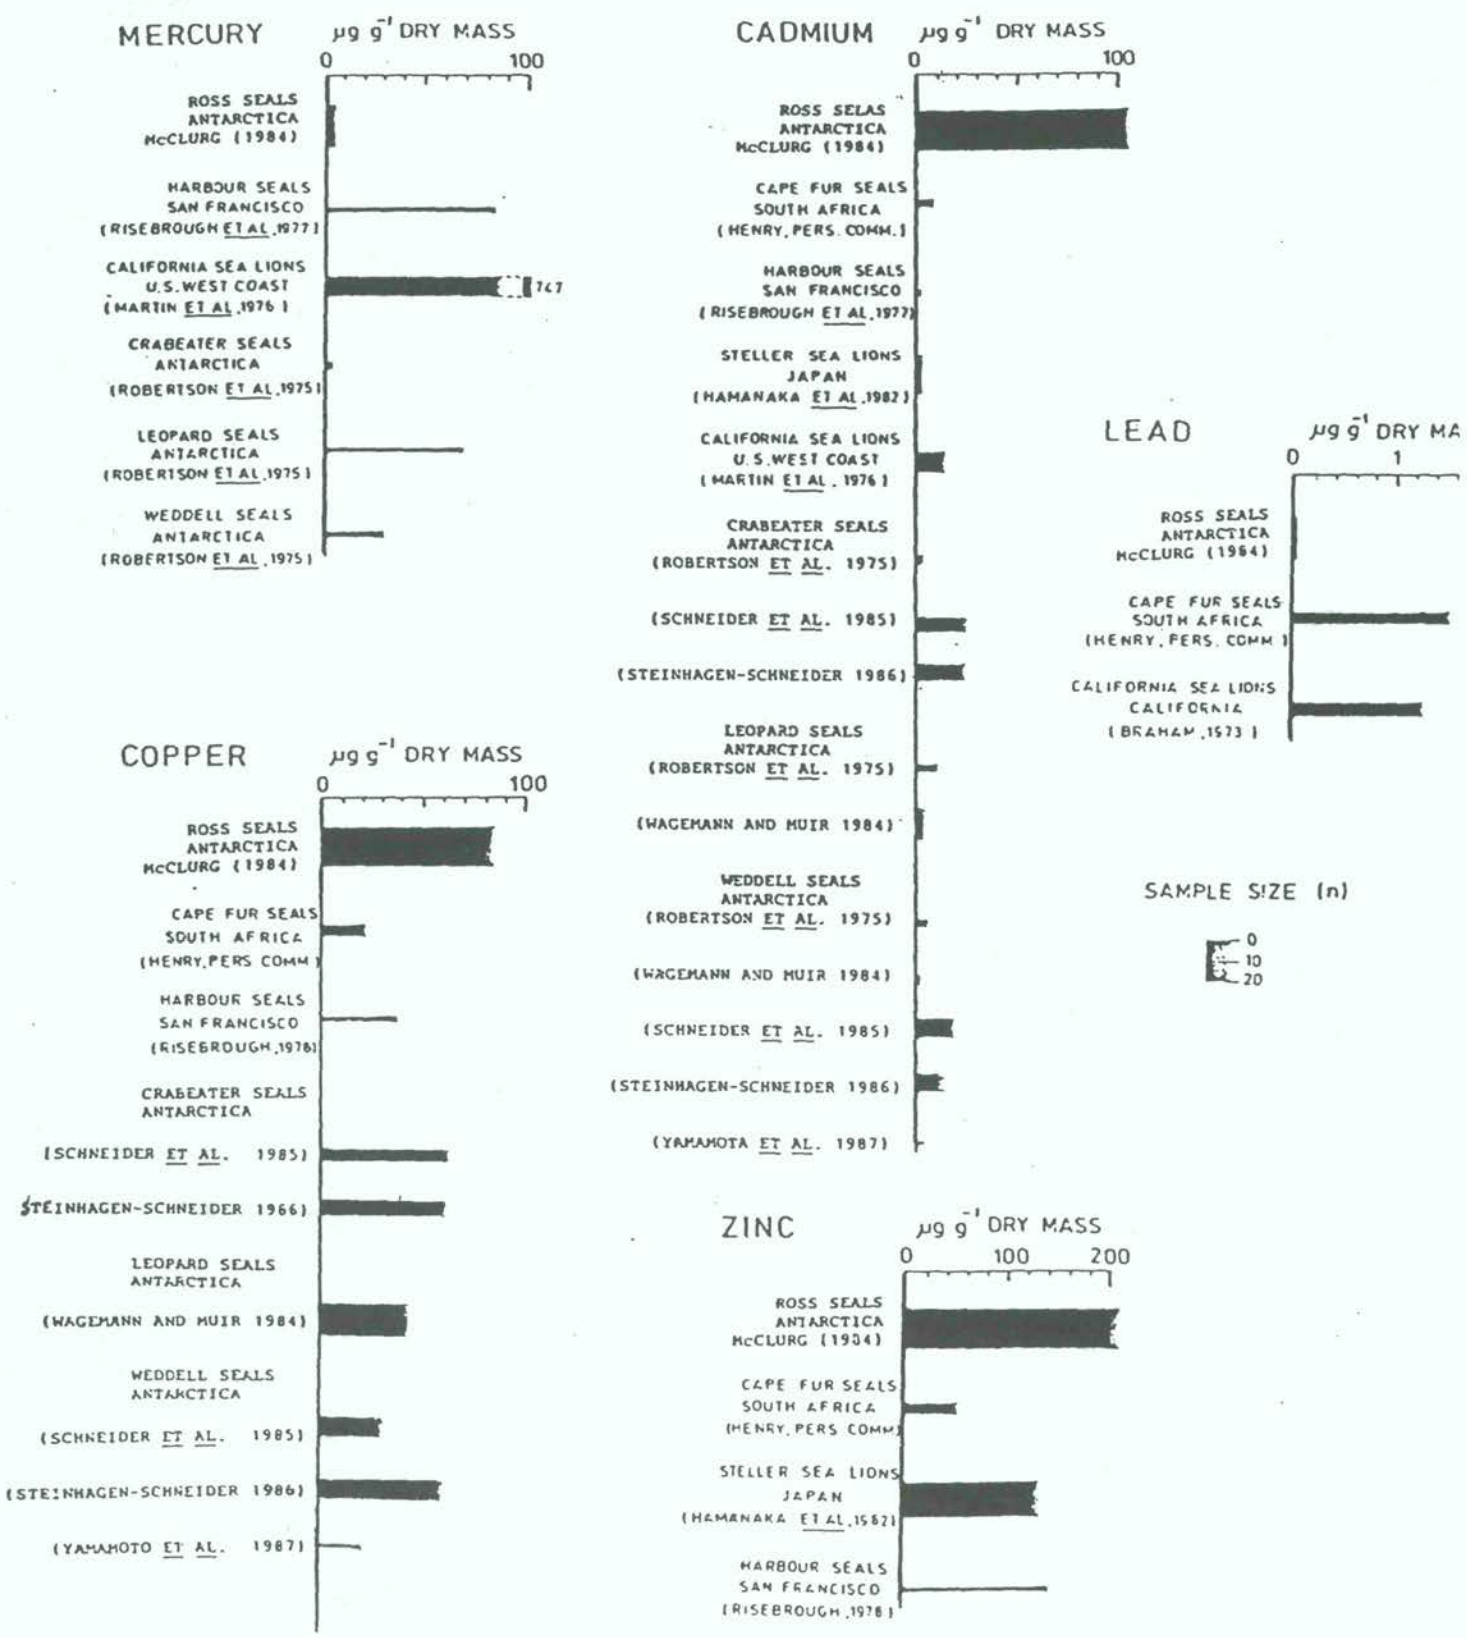 MERCURY
µg g⁻¹ DRY MASS
0 100
ROSS SEALS
ANTARCTICA
McCLURG (1984)
HARBOUR SEALS
SAN FRANCISCO
(RISEBROUGH ET AL,1977)
CALIFORNIA SEA LIONS
U.S.WEST COAST
(MARTIN ET AL,1976)
747
CRABEATER SEALS
ANTARCTICA
(ROBERTSON ET AL,1975)
LEOPARD SEALS
ANTARCTICA
(ROBERTSON ET AL,1975)
WEDDELL SEALS
ANTARCTICA
(ROBERTSON ET AL,1975)
COPPER
µg g⁻¹ DRY MASS
0 100
ROSS SEALS
ANTARCTICA
McCLURG (1984)
CAPE FUR SEALS
SOUTH AFRICA
(HENRY,PERS COMM)
HARBOUR SEALS
SAN FRANCISCO
(RISEBROUGH,1978)
CRABEATER SEALS
ANTARCTICA
(SCHNEIDER ET AL. 1985)
STEINHAGEN-SCHNEIDER 1966)
LEOPARD SEALS
ANTARCTICA
(WAGEMANN AND MUIR 1984)
WEDDELL SEALS
ANTARCTICA
(SCHNEIDER ET AL. 1985)
(STEINHAGEN-SCHNEIDER 1986)
(YAMAMOTO ET AL. 1987)
CADMIUM
µg g⁻¹ DRY MASS
0 100
ROSS SELAS
ANTARCTICA
McCLURG (1984)
CAPE FUR SEALS
SOUTH AFRICA
(HENRY, PERS. COMM.)
HARBOUR SEALS
SAN FRANCISCO
(RISEBROUGH ET AL,1977)
STELLER SEA LIONS
JAPAN
(HAMANAKA ET AL,1982)
CALIFORNIA SEA LIONS
U.S.WEST COAST
(MARTIN ET AL, 1976)
CRABEATER SEALS
ANTARCTICA
(ROBERTSON ET AL. 1975)
(SCHNEIDER ET AL. 1985)
(STEINHAGEN-SCHNEIDER 1986)
LEOPARD SEALS
ANTARCTICA
(ROBERTSON ET AL. 1975)
(WAGEMANN AND MUIR 1984)
WEDDELL SEALS
ANTARCTICA
(ROBERTSON ET AL. 1975)
(WAGEMANN AND MUIR 1984)
(SCHNEIDER ET AL. 1985)
(STEINHAGEN-SCHNEIDER 1986)
(YAMAMOTA ET AL. 1987)
ZINC
µg g⁻¹ DRY MASS
0 100 200
ROSS SEALS
ANTARCTICA
McCLURG (1984)
CAPE FUR SEALS
SOUTH AFRICA
(HENRY, PERS COMM)
STELLER SEA LIONS
JAPAN
(HAMANAKA ET AL,1982)
HARBOUR SEALS
SAN FRANCISCO
(RISEBROUGH,1978)
LEAD
µg g⁻¹ DRY MA
0 1
ROSS SEALS
ANTARCTICA
McCLURG (1984)
CAPE FUR SEALS
SOUTH AFRICA
(HENRY, PERS. COMM)
CALIFORNIA SEA LIONS
CALIFORNIA
(BRAHAM,1973)
SAMPLE SIZE (n)
0
10
20